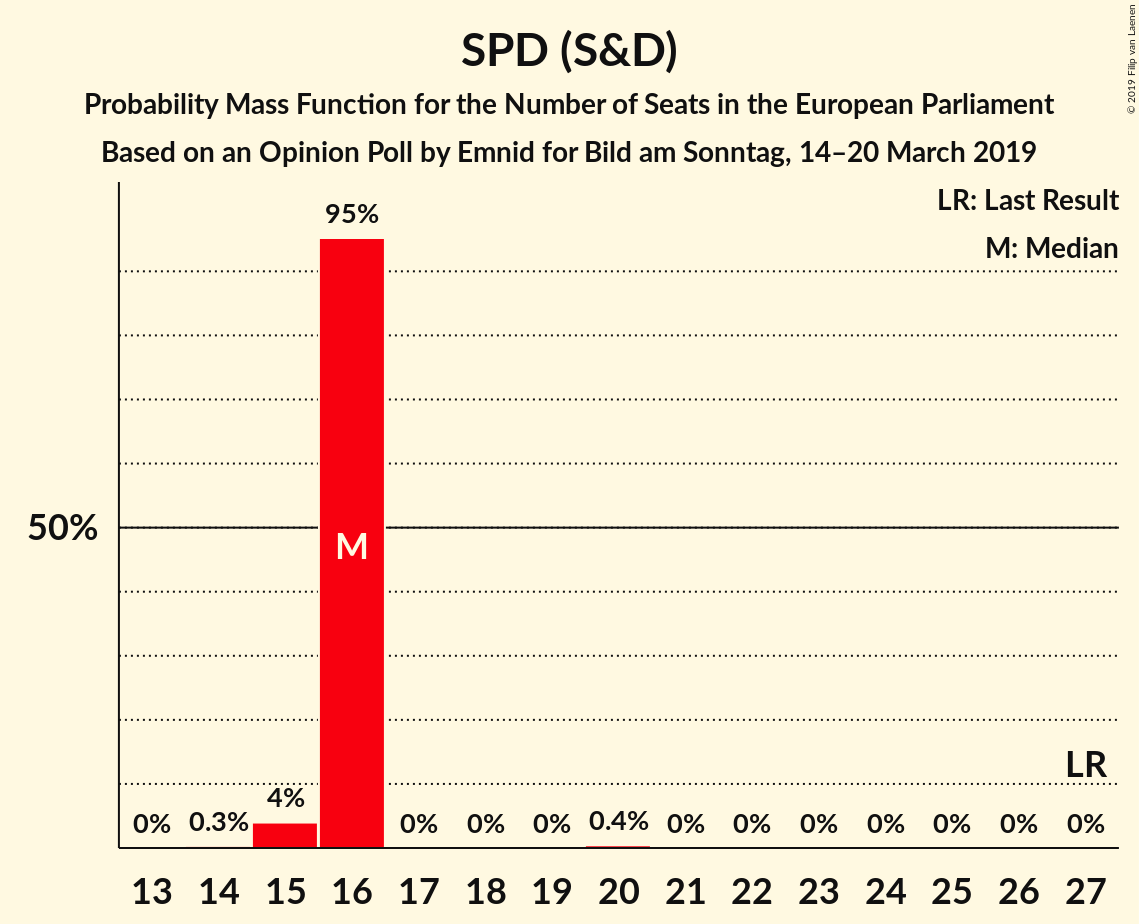 SPD (S&D)
Probability Mass Function for the Number of Seats in the European Parliament
Based on an Opinion Poll by Emnid for Bild am Sonntag, 14–20 March 2019
© 2019 Filip van Laenen
LR: Last Result
M: Median
95%
50%
M
LR
0% 0.3% 4% 0% 0% 0% 0.4% 0% 0% 0% 0% 0% 0% 0%
13 14 15 16 17 18 19 20 21 22 23 24 25 26 27